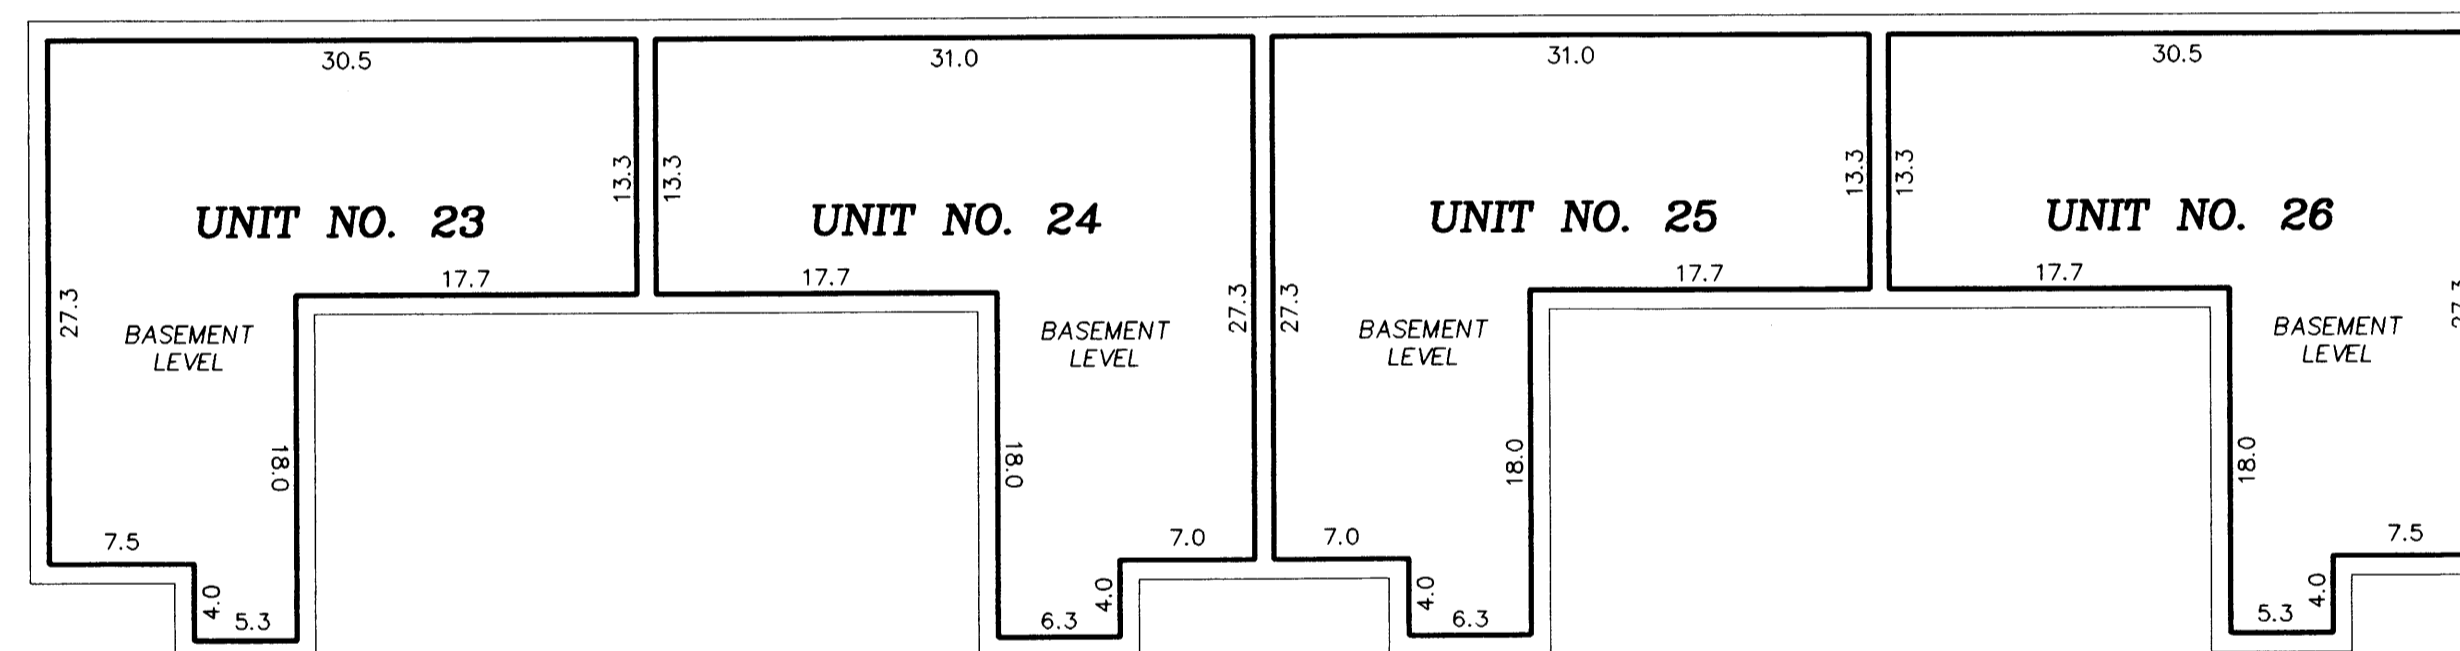 30.5
13.3
UNIT NO. 23
17.7
27.3
BASEMENT
LEVEL
18.0
7.5
4.0
5.3
31.0
13.3
UNIT NO. 24
17.7
27.3
BASEMENT
LEVEL
18.0
7.0
4.0
6.3
31.0
13.3
UNIT NO. 25
17.7
27.3
BASEMENT
LEVEL
18.0
7.0
4.0
6.3
30.5
13.3
UNIT NO. 26
17.7
BASEMENT
LEVEL
18.0
7.5
4.0
5.3